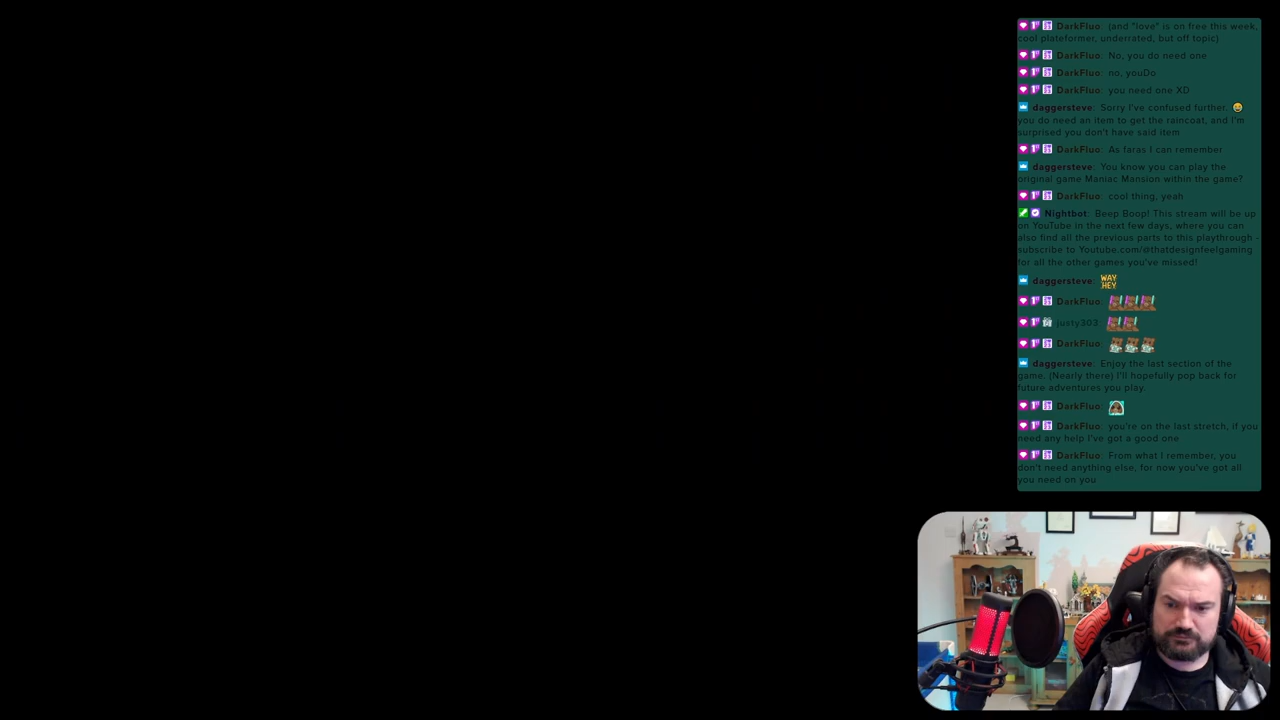 DarkFluo: (and "love" is on free this week,
cool plateformer, underrated, but off topic)
DarkFluo: No, you do need one
DarkFluo: no, youDo
DarkFluo: you need one XD
daggersteve: Sorry I've confused further. 😅
you do need an item to get the raincoat, and I'm
surprised you don't have said item
DarkFluo: As faras I can remember
daggersteve: You know you can play the
original game Maniac Mansion within the game?
DarkFluo: cool thing, yeah
Nightbot: Beep Boop! This stream will be up
on YouTube in the next few days, where you can
also find all the previous parts to this playthrough -
subscribe to Youtube.com/@thatdesignfeelgaming
for all the other games you've missed!
daggersteve: WAY
HEY
DarkFluo:
justy303:
DarkFluo:
daggersteve: Enjoy the last section of the
game. (Nearly there) I'll hopefully pop back for
future adventures you play.
DarkFluo:
DarkFluo: you're on the last stretch, if you
need any help I've got a good one
DarkFluo: From what I remember, you
don't need anything else, for now you've got all
you need on you